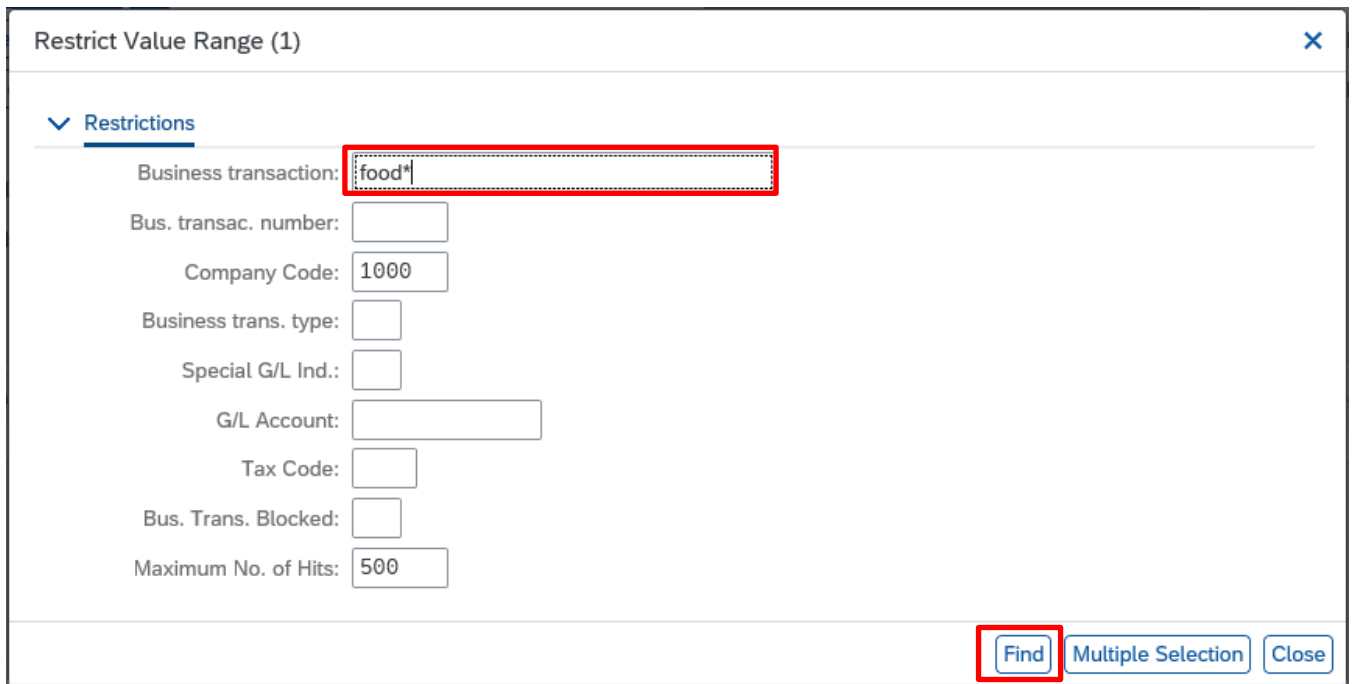 Restrict Value Range (1)
Restrictions
Business transaction: food*
Bus. transac. number:
Company Code: 1000
Business trans. type:
Special G/L Ind.:
G/L Account:
Tax Code:
Bus. Trans. Blocked:
Maximum No. of Hits: 500
Find Multiple Selection Close